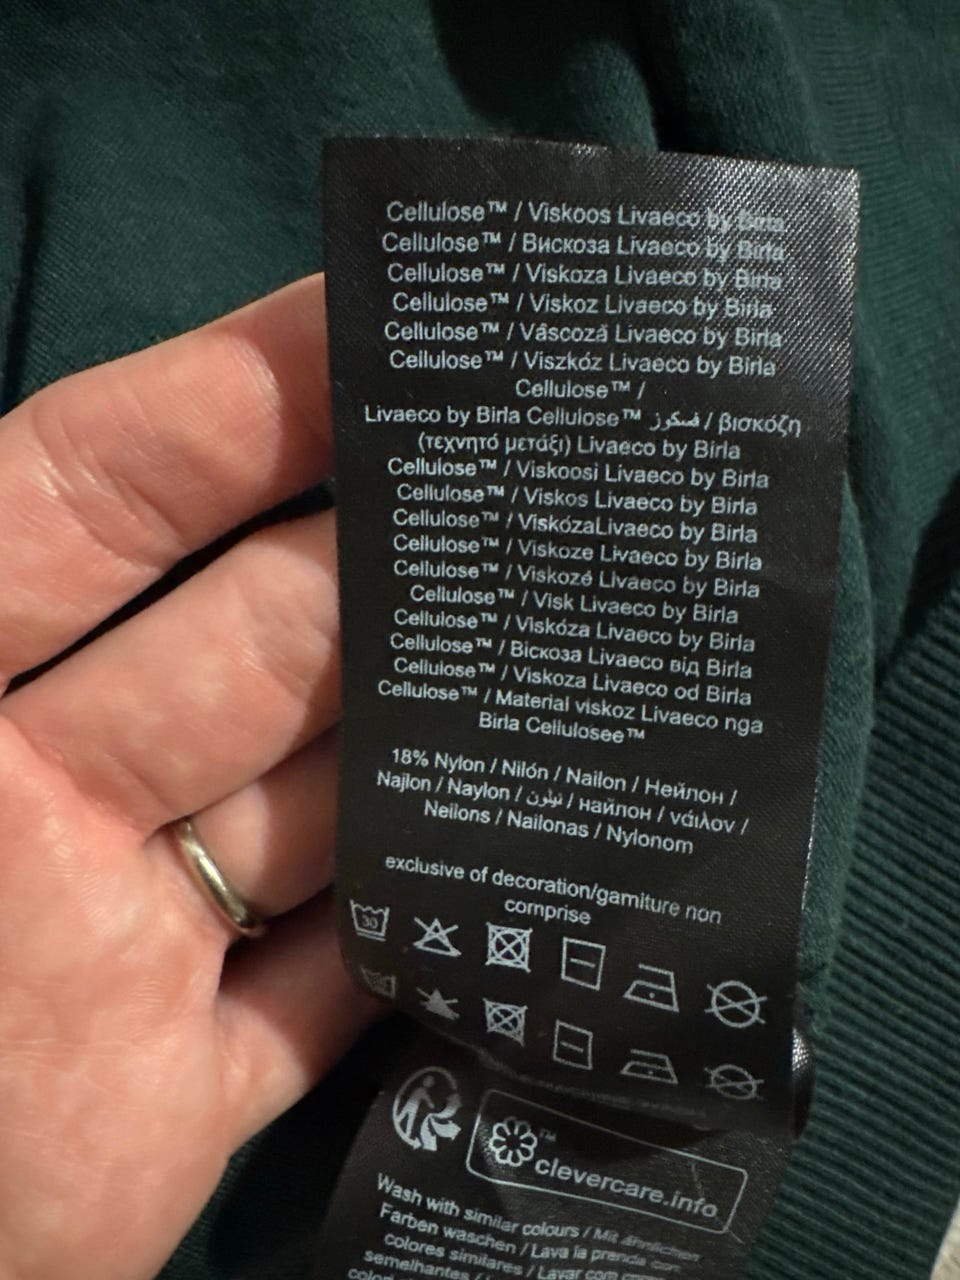 Cellulose™ / Viskoos Livaeco by Birla
Cellulose™ / Вискоза Livaeco by Birla
Cellulose™ / Viskoza Livaeco by Birla
Cellulose™ / Viskoz Livaeco by Birla
Cellulose™ / Váscoză Livaeco by Birla
Cellulose™ / Viszkóz Livaeco by Birla
Cellulose™ /
Livaeco by Birla Cellulose™ فسكوز / βισκόζη
(τεχνητό μετάξι) Livaeco by Birla
Cellulose™ / Viskoosi Livaeco by Birla
Cellulose™ / Viskos Livaeco by Birla
Cellulose™ / ViskózaLivaeco by Birla
Cellulose™ / Viskoze Livaeco by Birla
Cellulose™ / Viskozė Livaeco by Birla
Cellulose™ / Visk Livaeco by Birla
Cellulose™ / Viskóza Livaeco by Birla
Cellulose™ / Віскоза Livaeco від Birla
Cellulose™ / Viskoza Livaeco od Birla
Cellulose™ / Material viskoz Livaeco nga
Birla Cellulosee™
18% Nylon / Nilón / Nailon / Нейлон /
Najlon / Naylon / نيلون / найлон / νάιλον /
Neilons / Nailonas / Nylonom
exclusive of decoration/garniture non
comprise
30
™
clevercare.info
Wash with similar colours / Mit ähnlichen
Farben waschen / Lava la prenda con
colores similares / Lavar com
semelhantes /